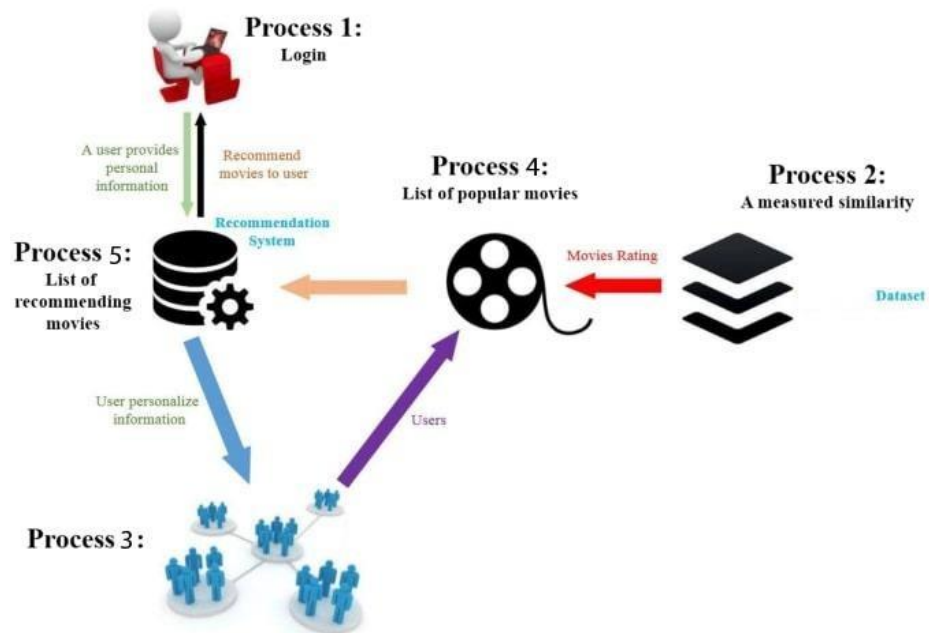 Process 1:
Login
A user provides
personal
information
Recommend
movies to user
Process 4:
List of popular movies
Process 2:
A measured similarity
Recommendation
System
Process 5:
List of
recommending
movies
Movies Rating
Dataset
User personalize
information
Users
Process 3: